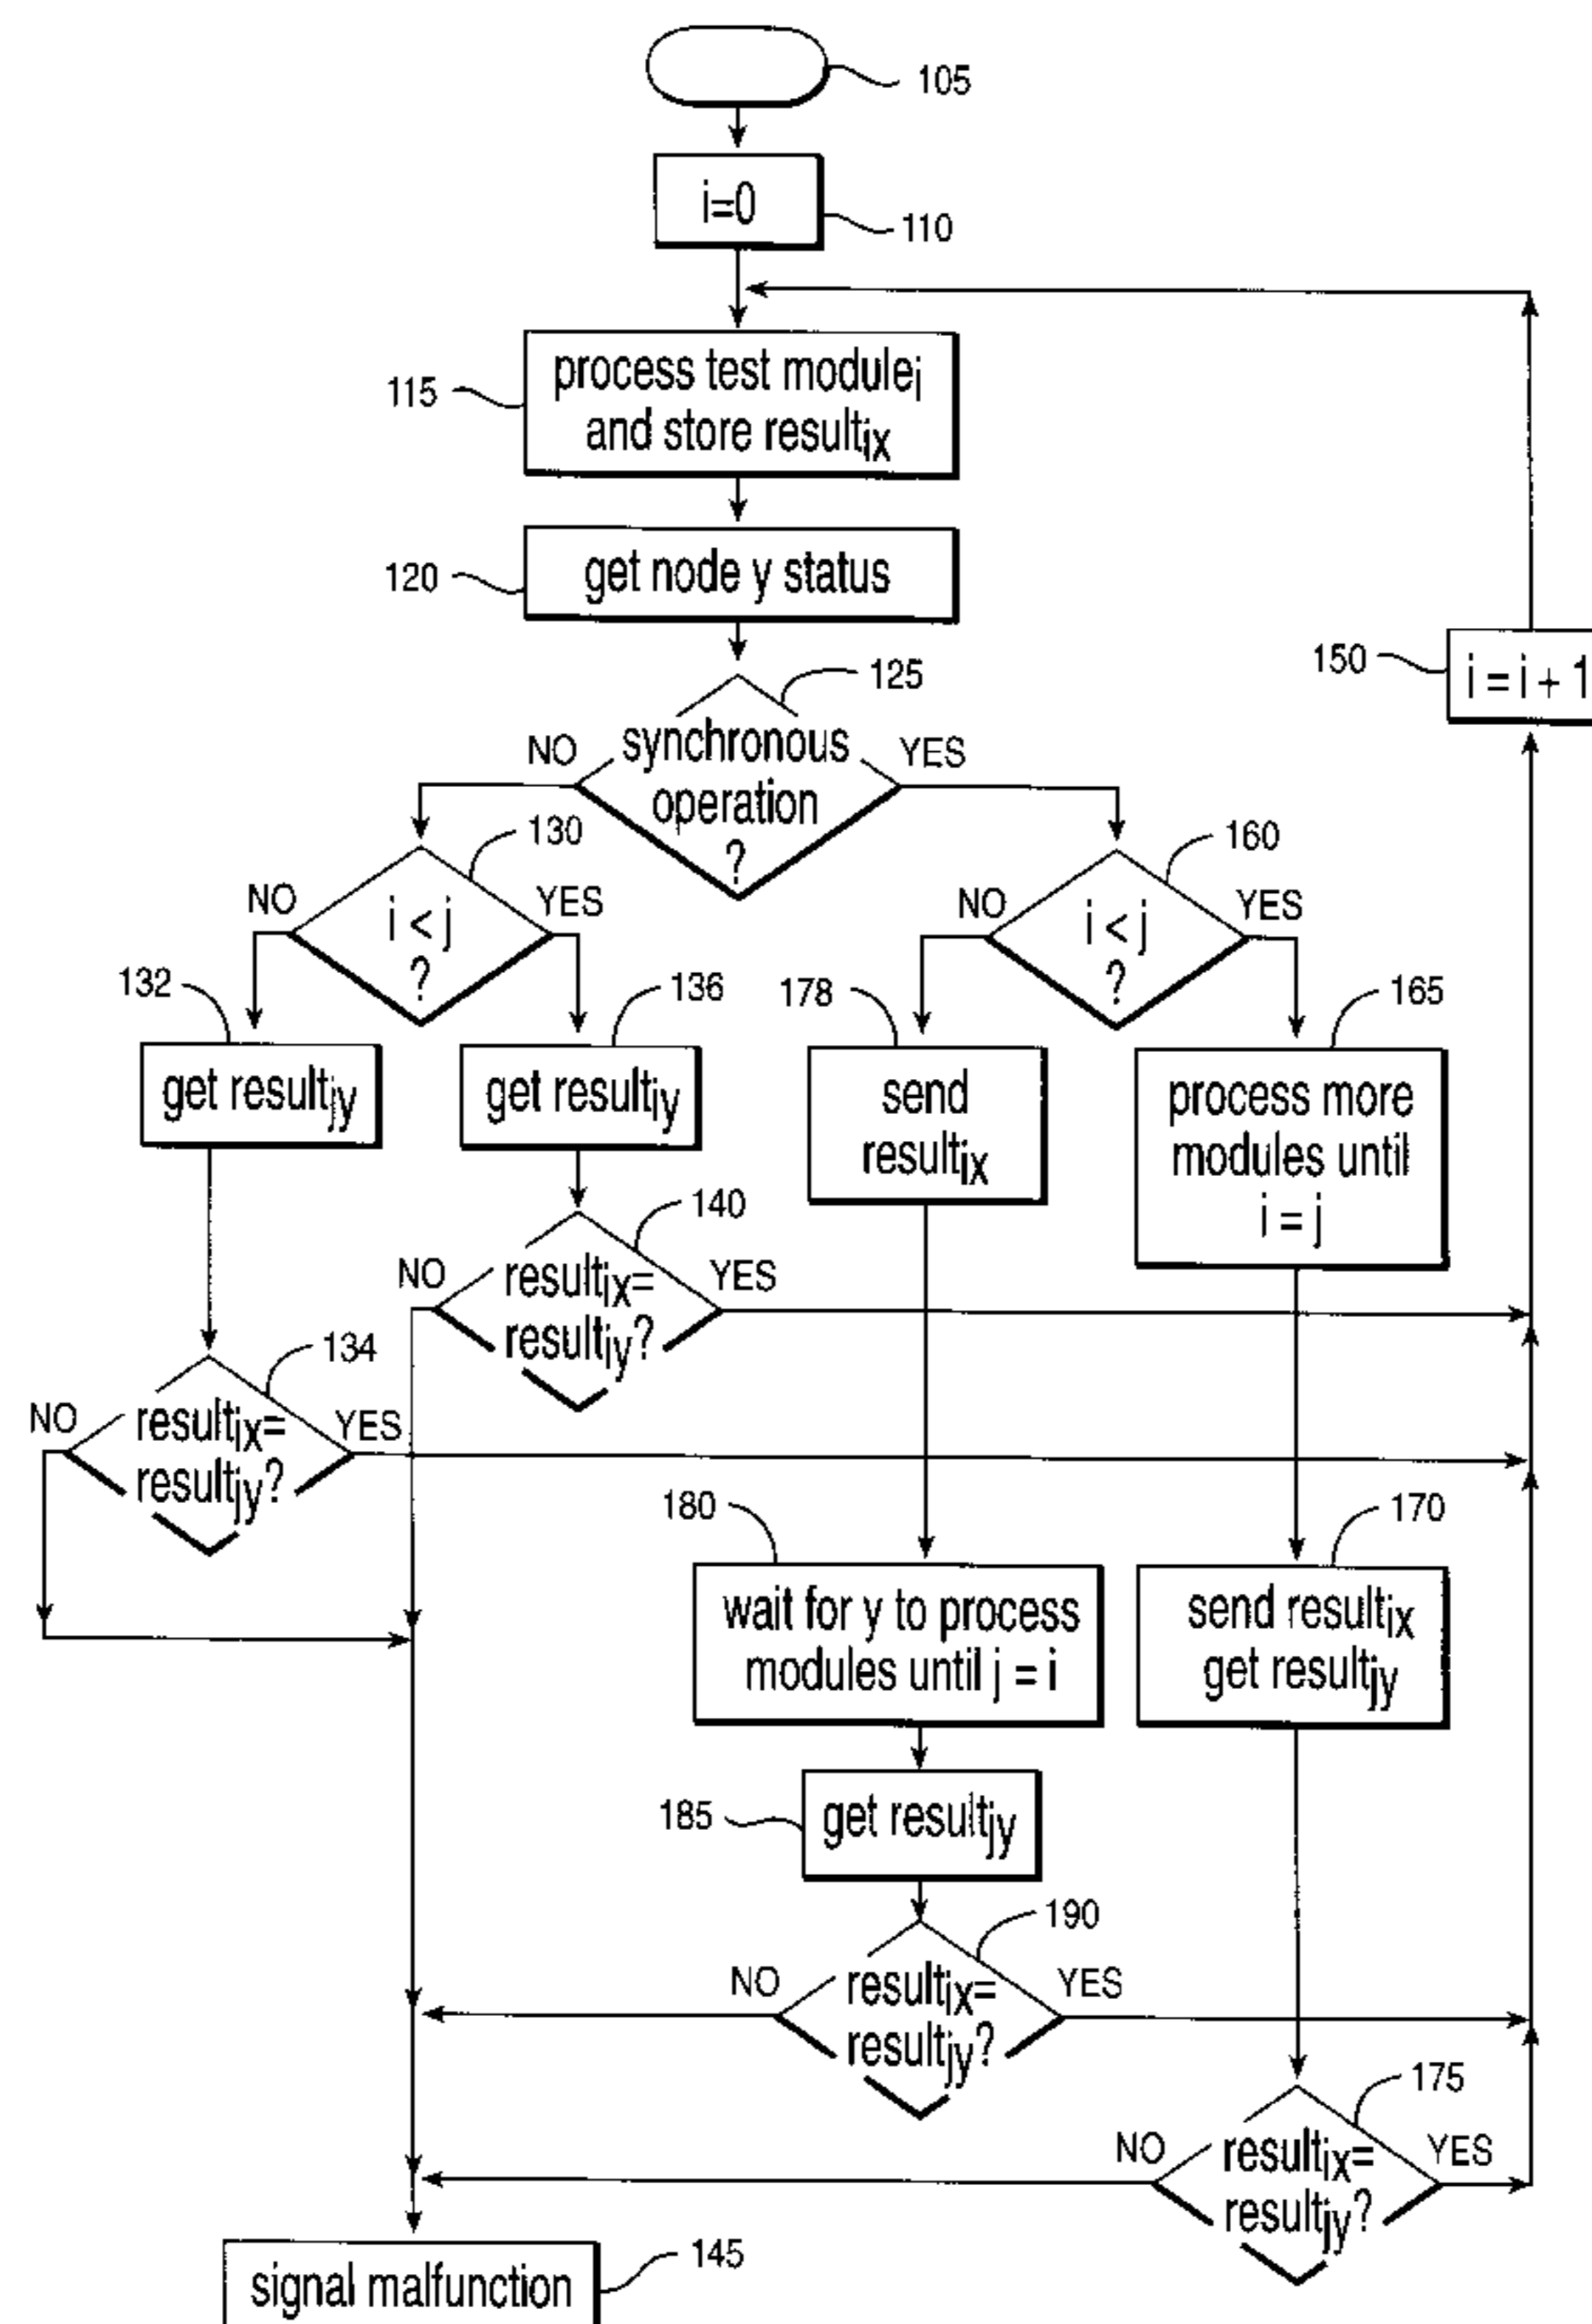 105
i=0
110
process test moduleᵢ
and store resultix
115
get node y status
120
150
i = i + 1
125
NO
synchronous
operation
?
YES
130
NO
i < j
?
YES
160
NO
i < j
?
YES
132
get resultjy
136
get resultiy
178
send
resultix
165
process more
modules until
i = j
140
NO
resultix=
resultiy?
YES
134
NO
resultix=
resultjy?
YES
180
wait for y to process
modules until j = i
170
send resultix
get resultjy
185
get resultjy
190
NO
resultix=
resultjy?
YES
175
NO
resultix=
resultjy?
YES
signal malfunction
145